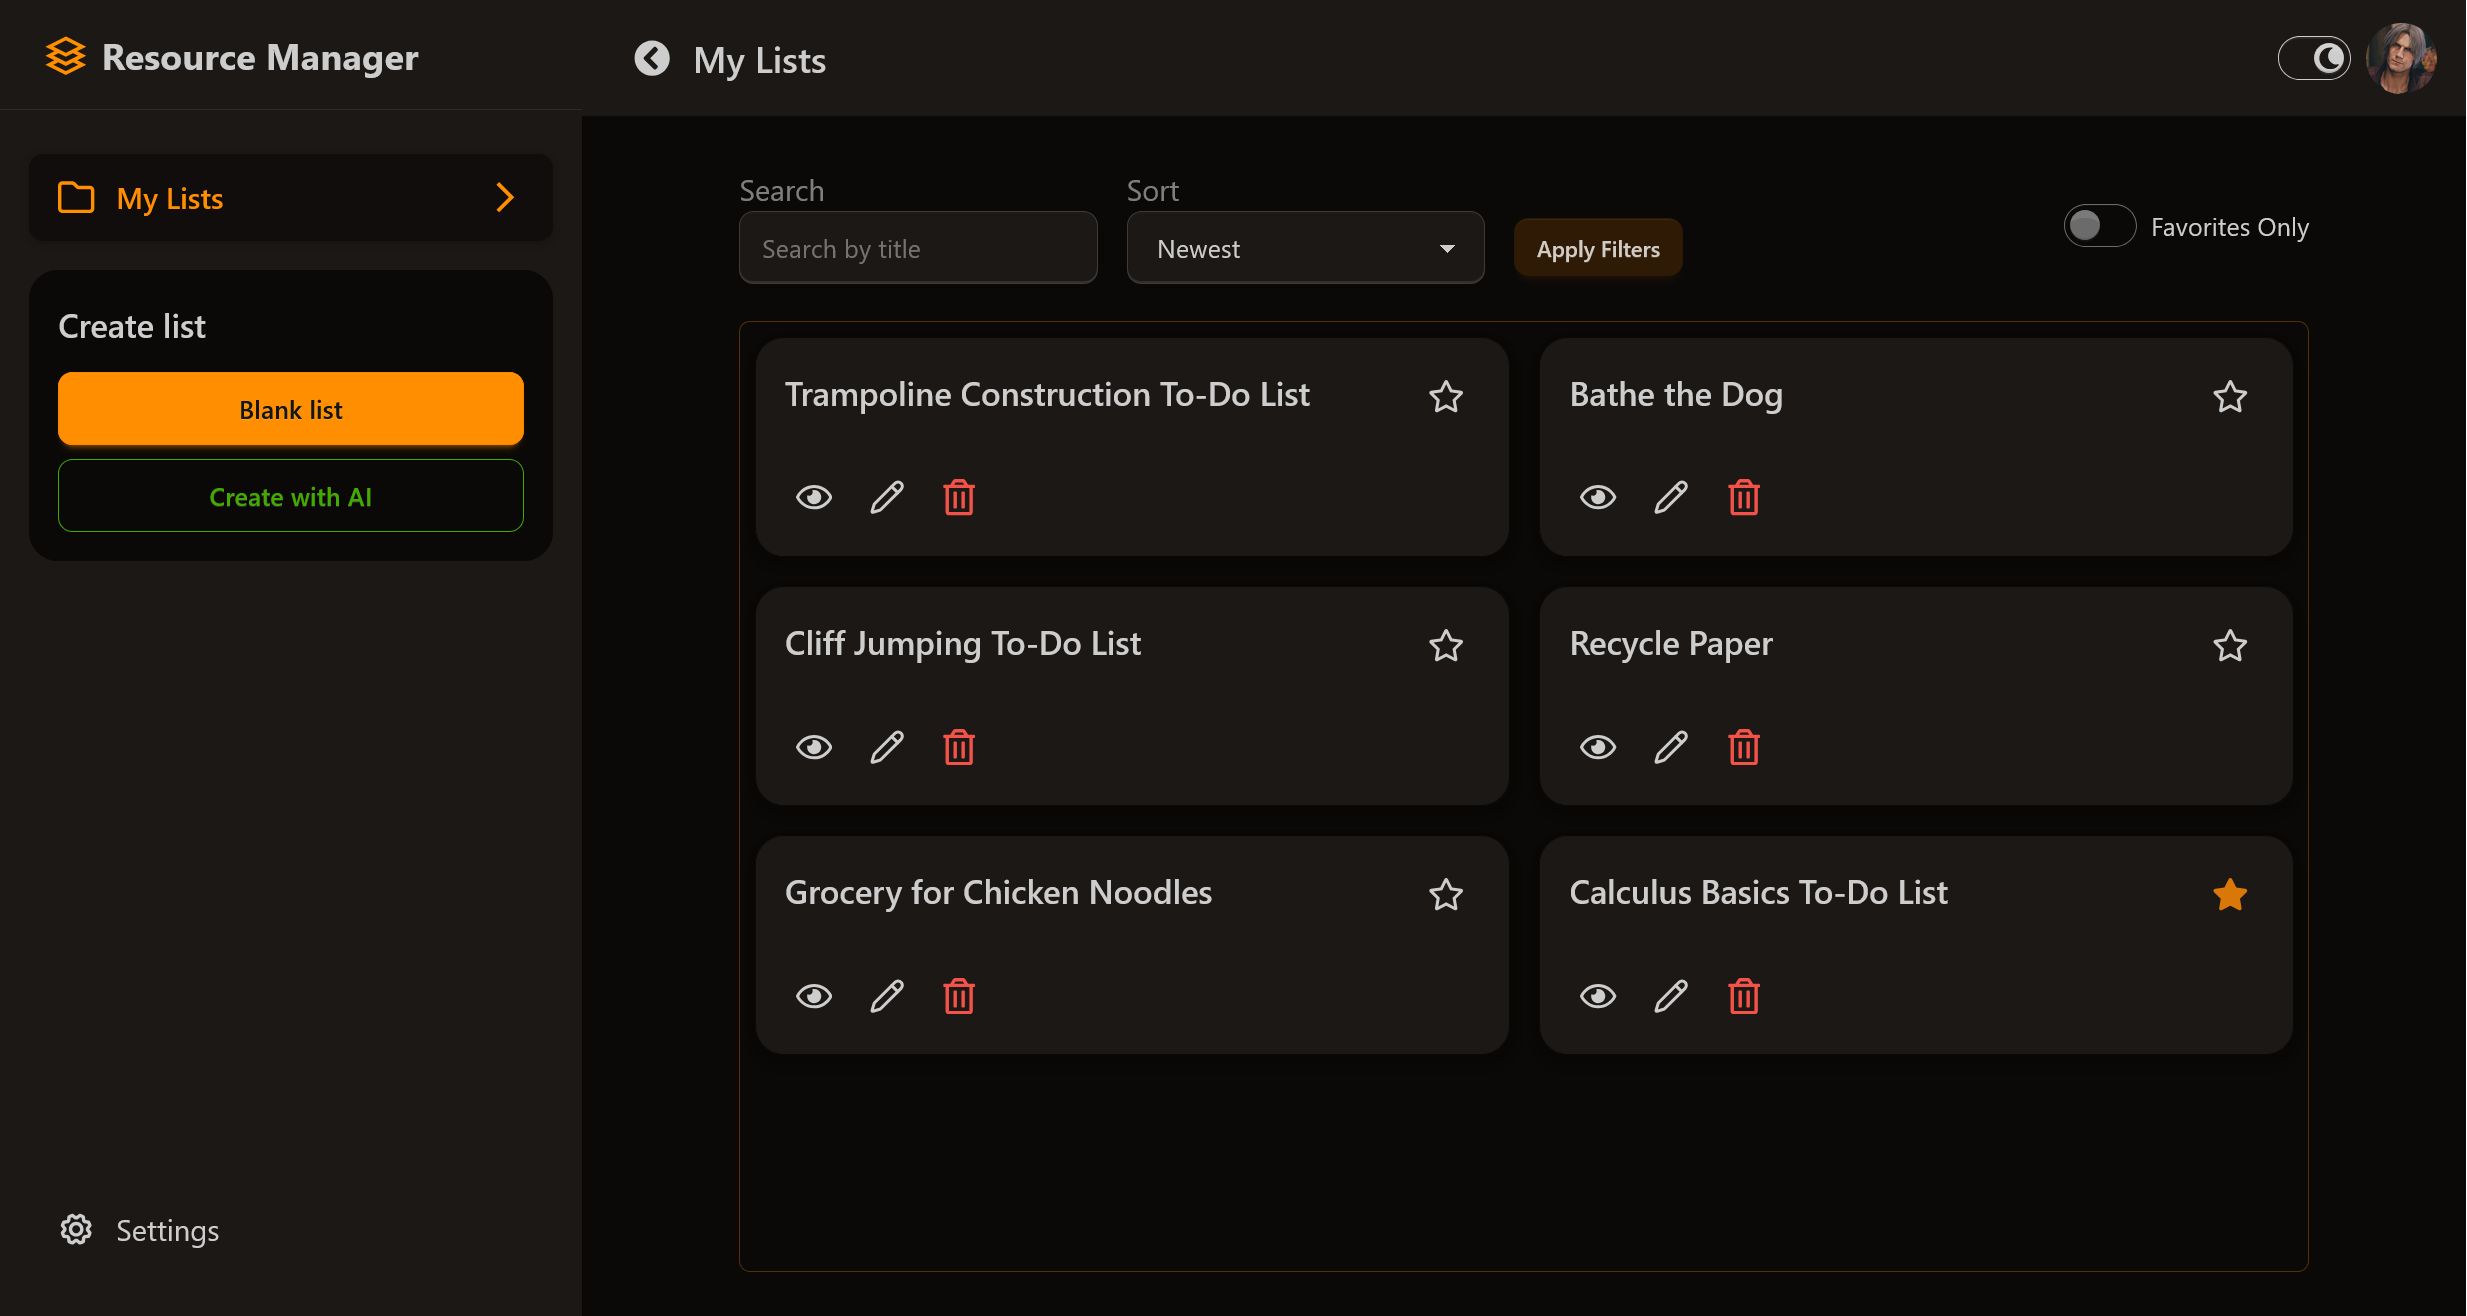 Resource Manager
My Lists
My Lists
Create list
Blank list
Create with AI
Settings
Search
Search by title
Sort
Newest
Apply Filters
Favorites Only
Trampoline Construction To-Do List
Bathe the Dog
Cliff Jumping To-Do List
Recycle Paper
Grocery for Chicken Noodles
Calculus Basics To-Do List